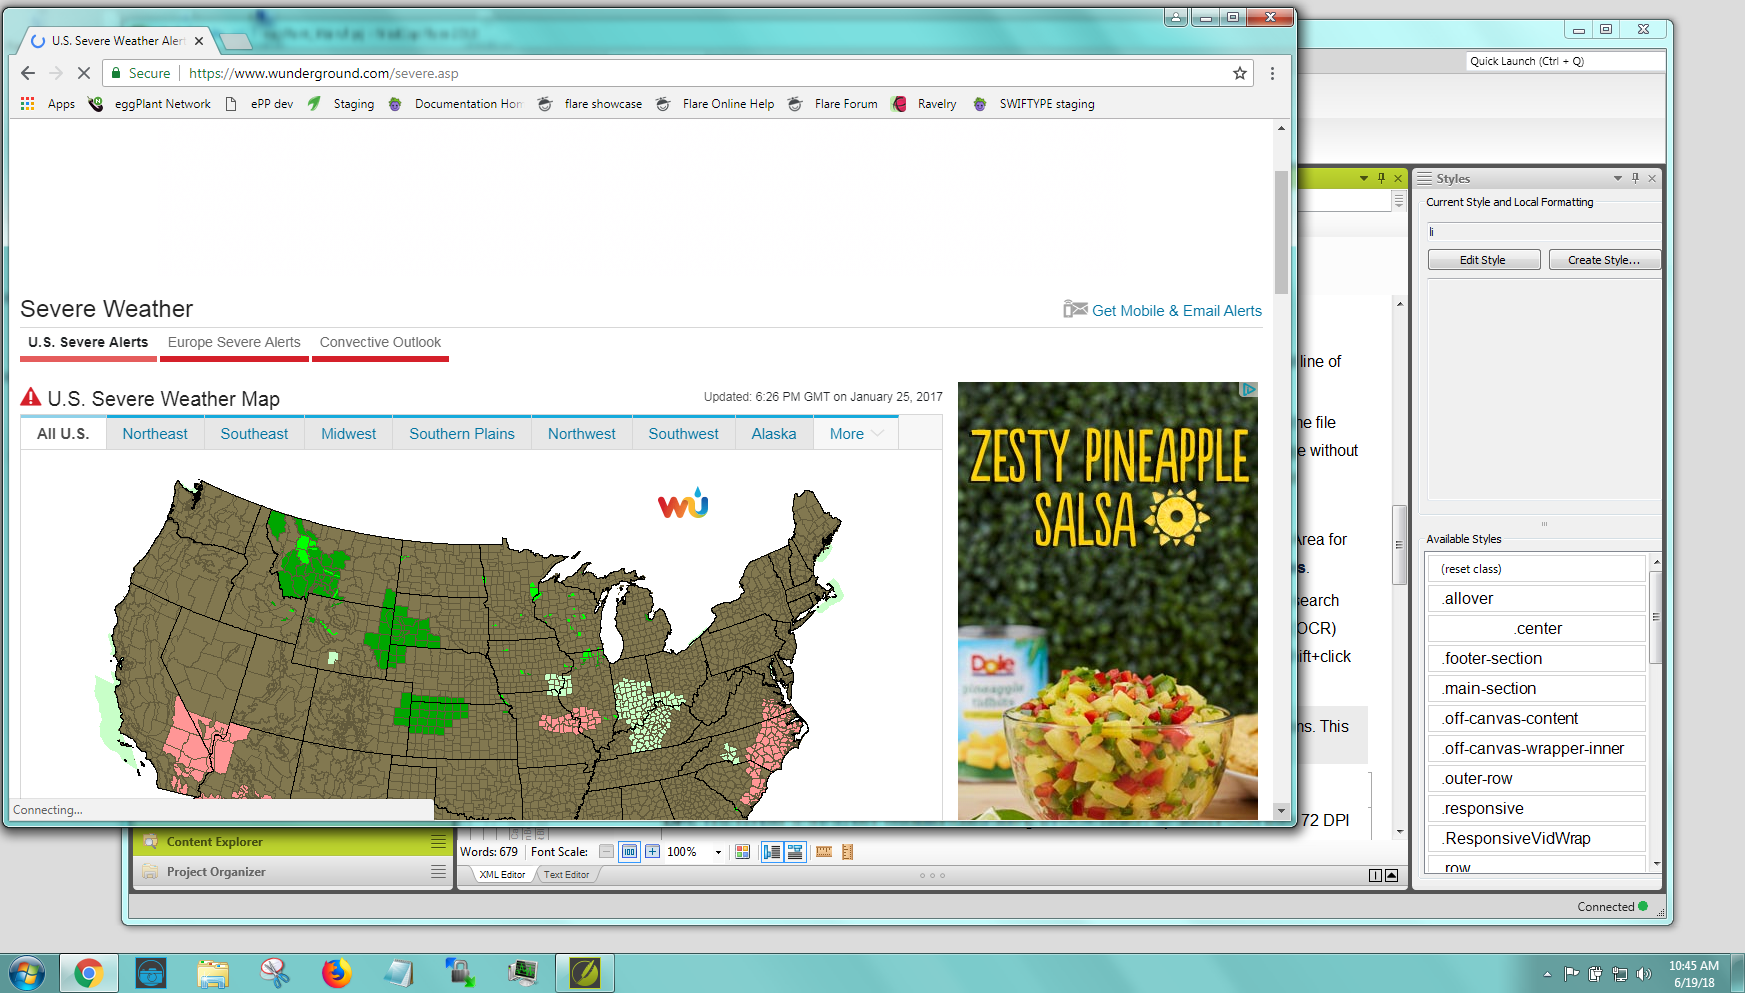 U.S. Severe Weather Aler
Secure
https://www.wunderground.com/severe.asp
Apps
eggPlant Network
ePP dev
Staging
Documentation Hom
flare showcase
Flare Online Help
Flare Forum
Ravelry
SWIFTYPE staging
Severe Weather
Get Mobile & Email Alerts
U.S. Severe Alerts
Europe Severe Alerts
Convective Outlook
U.S. Severe Weather Map
Updated: 6:26 PM GMT on January 25, 2017
All U.S.
Northeast
Southeast
Midwest
Southern Plains
Northwest
Southwest
Alaska
More
WU
ZESTY PINEAPPLE
SALSA
Dole
pineapple
tidbits
Connecting...
Quick Launch (Ctrl + Q)
Styles
Current Style and Local Formatting
li
Edit Style
Create Style...
line of
e file
e without
Area for
s.
search
OCR)
ift+click
ns. This
72 DPI
Available Styles
(reset class)
.allover
.center
.footer-section
.main-section
.off-canvas-content
.off-canvas-wrapper-inner
.outer-row
.responsive
.ResponsiveVidWrap
.row
Content Explorer
Project Organizer
Words: 679
Font Scale:
100
100%
XML Editor
Text Editor
Connected
10:45 AM
6/19/18